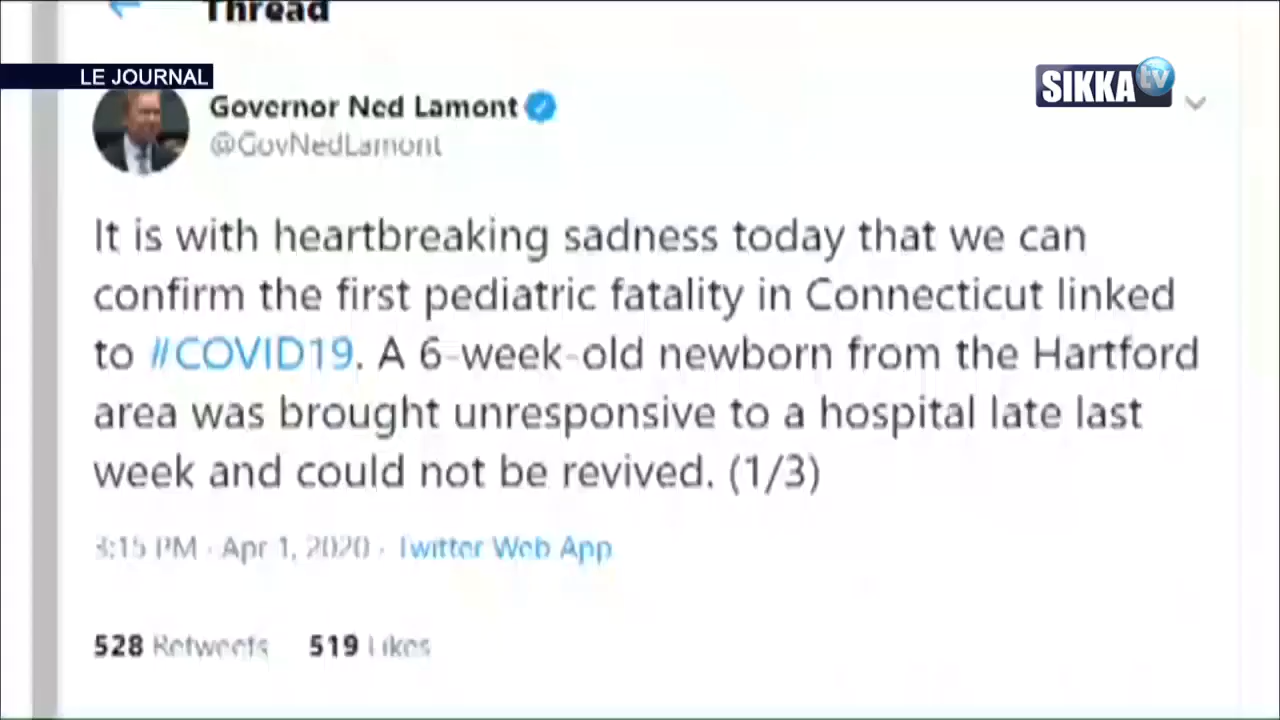 Thread
LE JOURNAL
SIKKA tv
Governor Ned Lamont
@GovNedLamont
It is with heartbreaking sadness today that we can
confirm the first pediatric fatality in Connecticut linked
to #COVID19. A 6-week-old newborn from the Hartford
area was brought unresponsive to a hospital late last
week and could not be revived. (1/3)
3:15 PM · Apr 1, 2020 · Twitter Web App
528 Retweets 519 Likes